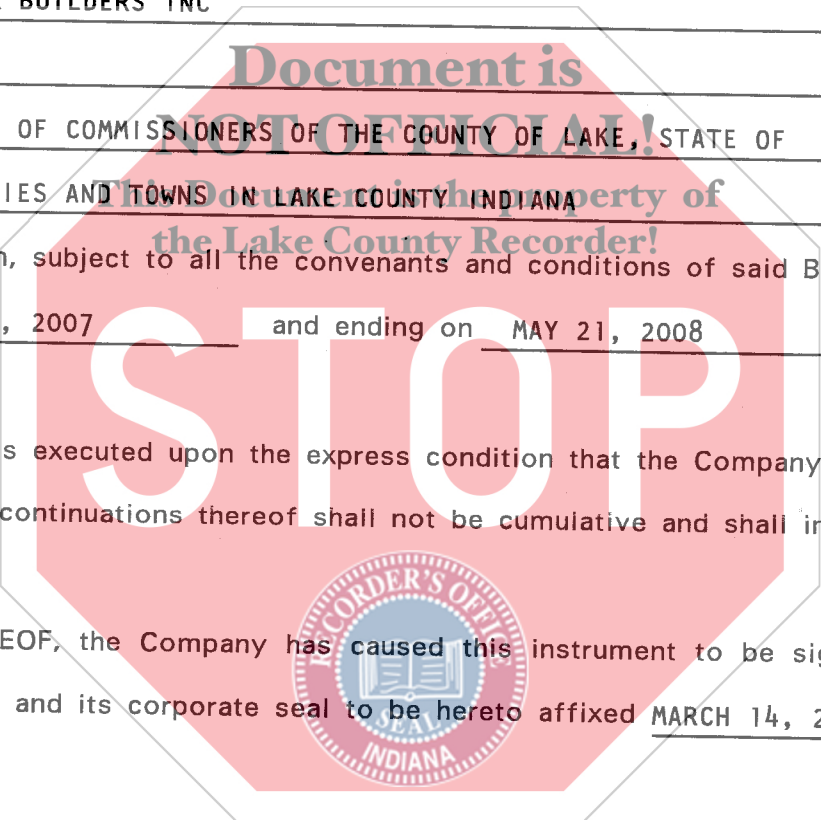 BUILDERS INC
Document is
NOT OFFICIAL!
OF COMMISSIONERS OF THE COUNTY OF LAKE, STATE OF
IES AND TOWNS IN LAKE COUNTY INDIANA
This Document is the property of
the Lake County Recorder!
, subject to all the convenants and conditions of said B
, 2007 and ending on MAY 21, 2008
STOP
s executed upon the express condition that the Company
continuations thereof shall not be cumulative and shall in
RECORDER'S OFFICE
EOF, the Company has caused this instrument to be sig
and its corporate seal to be hereto affixed MARCH 14, 2
SEAL
INDIANA